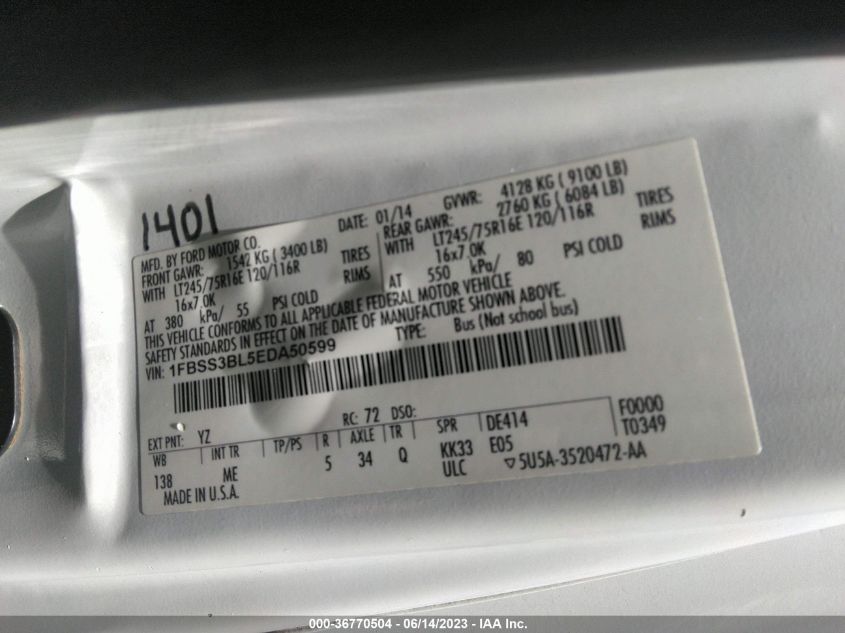 1401
MFD. BY FORD MOTOR CO. DATE: 01/14 GVWR: 4128 KG ( 9100 LB)
FRONT GAWR: 1542 KG ( 3400 LB) REAR GAWR: 2760 KG ( 6084 LB)
WITH LT245/75R16E 120/116R TIRES WITH LT245/75R16E 120/116R TIRES
16x7.0K RIMS 16x7.0K RIMS
AT 380 kPa/ 55 PSI COLD AT 550 kPa/ 80 PSI COLD
THIS VEHICLE CONFORMS TO ALL APPLICABLE FEDERAL MOTOR VEHICLE
SAFETY STANDARDS IN EFFECT ON THE DATE OF MANUFACTURE SHOWN ABOVE.
VIN: 1FBSS3BL5EDA50599 TYPE: Bus (Not school bus)
RC: 72 DSO: F0000
EXT PNT: YZ DE414 T0349
WB INT TR TP/PS R AXLE TR SPR E05
138 ME 5 34 Q KK33
MADE IN U.S.A. ULC ▽5U5A-3520472-AA
000-36770504 - 06/14/2023 - IAA Inc.